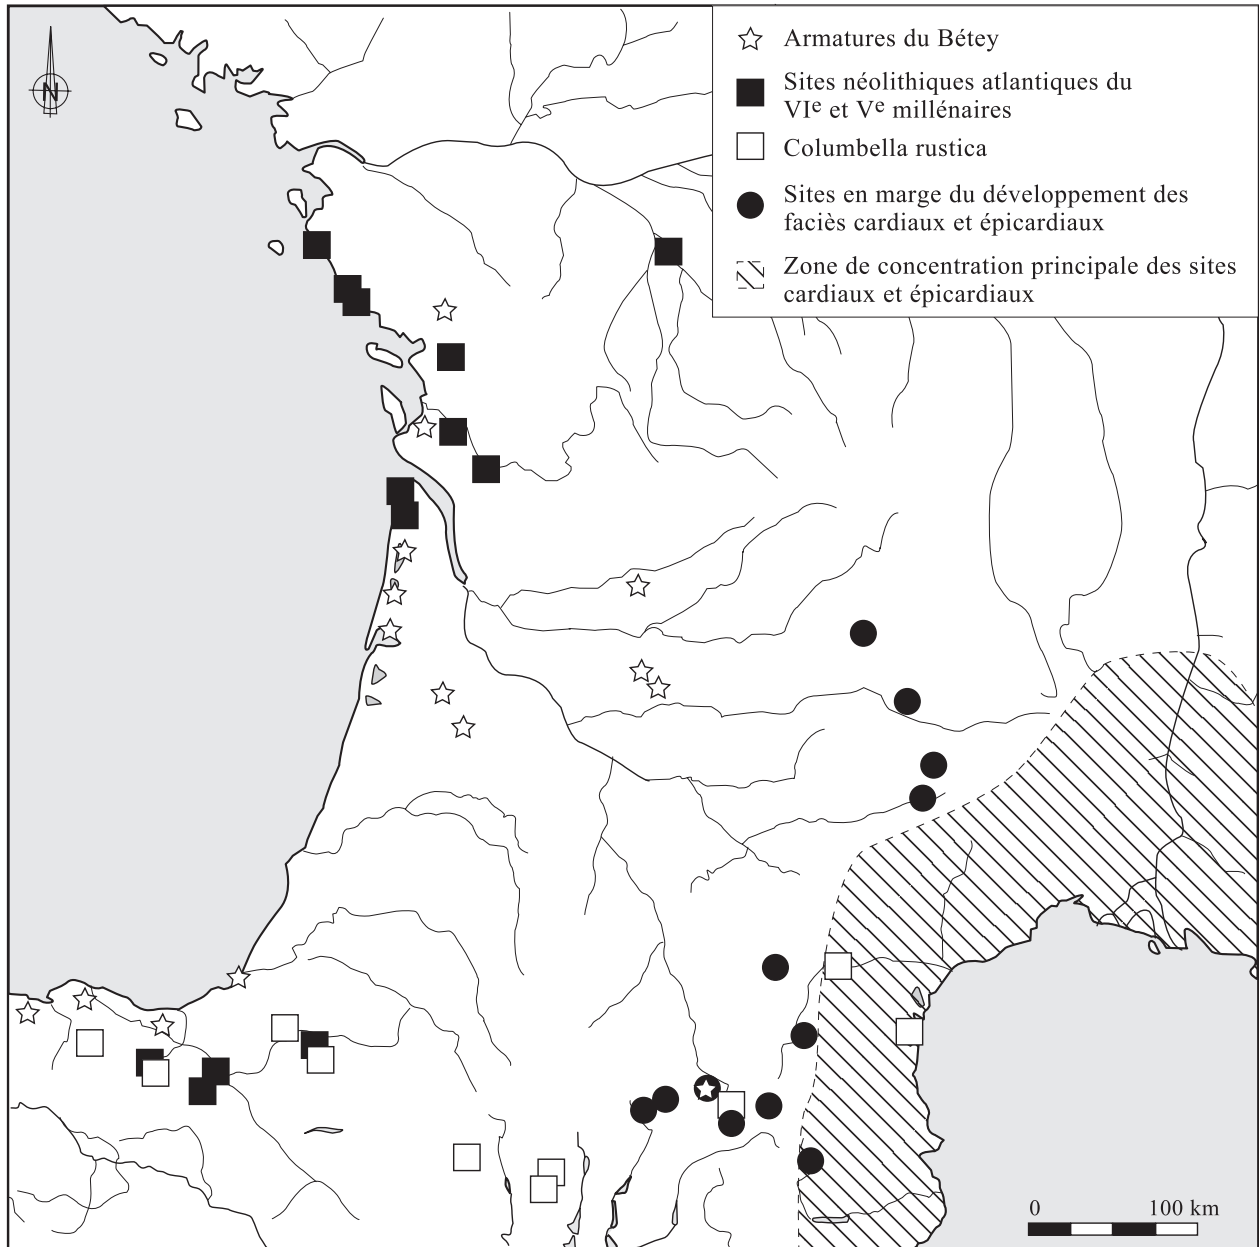 N
Armatures du Bétey
Sites néolithiques atlantiques du
VIe et Ve millénaires
Columbella rustica
Sites en marge du développement des
faciès cardiaux et épicardiaux
Zone de concentration principale des sites
cardiaux et épicardiaux
0 100 km